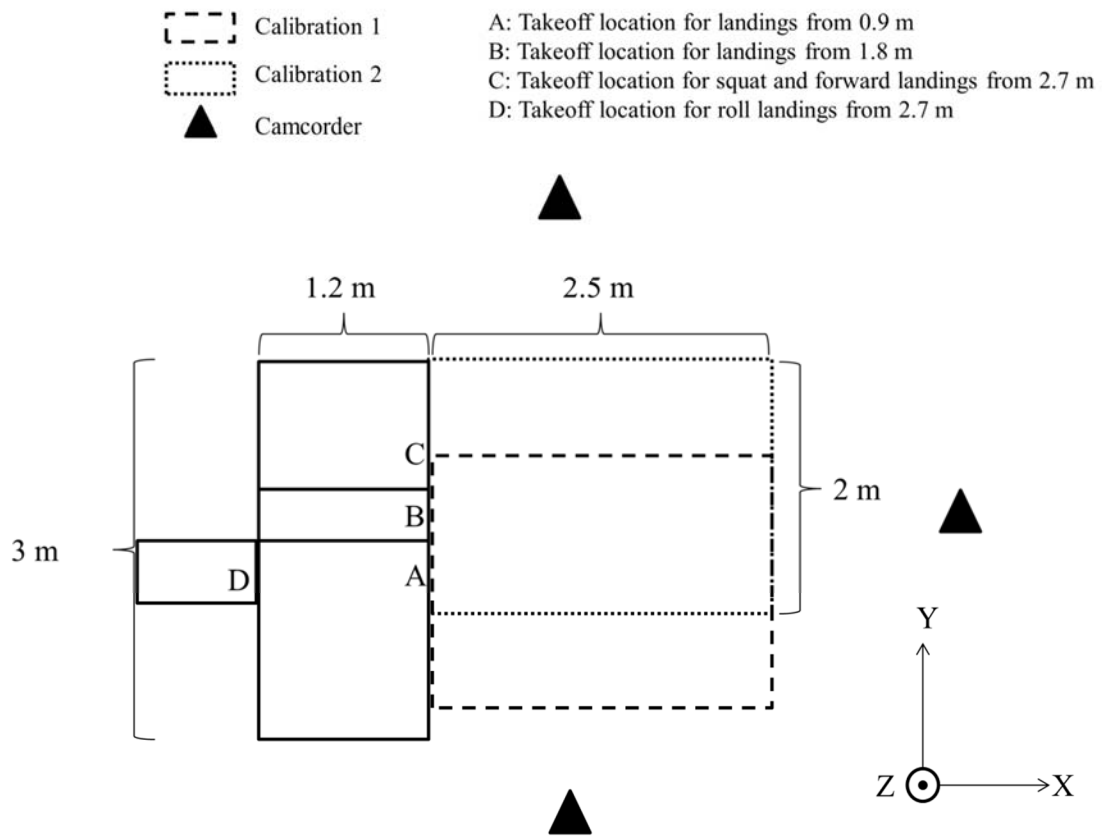 Calibration 1
Calibration 2
Camcorder
A: Takeoff location for landings from 0.9 m
B: Takeoff location for landings from 1.8 m
C: Takeoff location for squat and forward landings from 2.7 m
D: Takeoff location for roll landings from 2.7 m
1.2 m
2.5 m
C
B
2 m
3 m
D
A
Y
Z
X